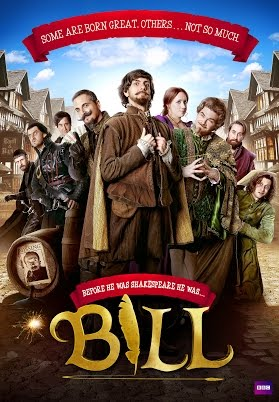 SOME ARE BORN GREAT. OTHERS... NOT SO MUCH.
BEFORE HE WAS SHAKESPEARE HE WAS...
BILL
BBC